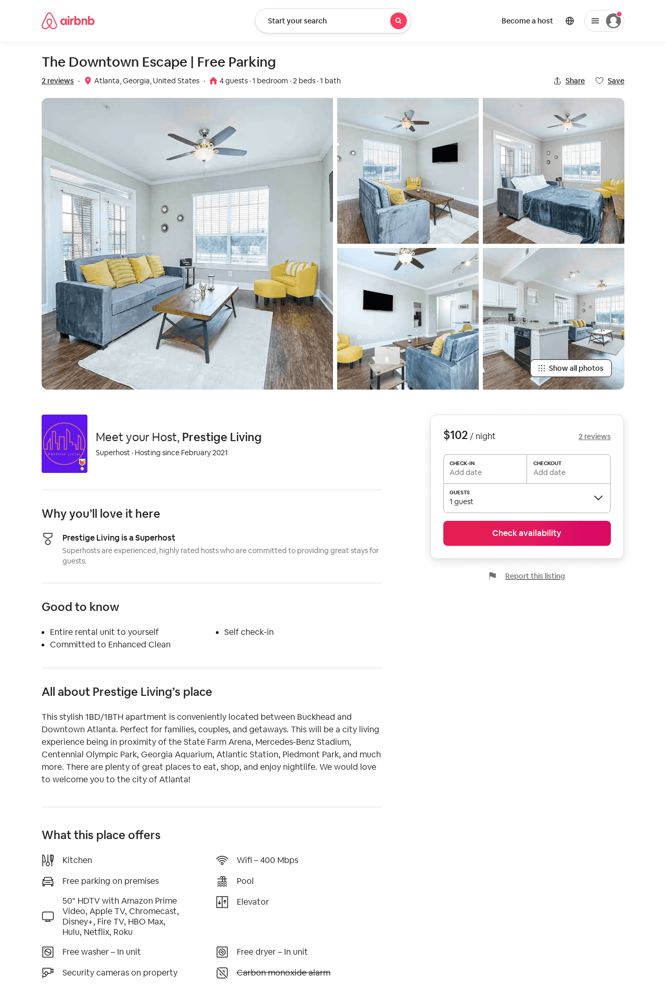 airbnb
Start your search
Become a host
The Downtown Escape | Free Parking
2 reviews · Atlanta, Georgia, United States · 4 guests · 1 bedroom · 2 beds · 1 bath
Share
Save
Show all photos
PRESTIGE LIVING
Meet your Host, Prestige Living
Superhost · Hosting since February 2021
$102 / night
2 reviews
CHECK-IN
Add date
CHECKOUT
Add date
GUESTS
1 guest
Check availability
Report this listing
Why you’ll love it here
Prestige Living is a Superhost
Superhosts are experienced, highly rated hosts who are committed to providing great stays for
guests.
Good to know
Entire rental unit to yourself
Self check-in
Committed to Enhanced Clean
All about Prestige Living’s place
This stylish 1BD/1BTH apartment is conveniently located between Buckhead and
Downtown Atlanta. Perfect for families, couples, and getaways. This will be a city living
experience being in proximity of the State Farm Arena, Mercedes-Benz Stadium,
Centennial Olympic Park, Georgia Aquarium, Atlantic Station, Piedmont Park, and much
more. There are plenty of great places to eat, shop, and enjoy nightlife. We would love
to welcome you to the city of Atlanta!
What this place offers
Kitchen
Wifi – 400 Mbps
Free parking on premises
Pool
50" HDTV with Amazon Prime
Video, Apple TV, Chromecast,
Disney+, Fire TV, HBO Max,
Hulu, Netflix, Roku
Elevator
Free washer – In unit
Free dryer – In unit
Security cameras on property
Carbon monoxide alarm